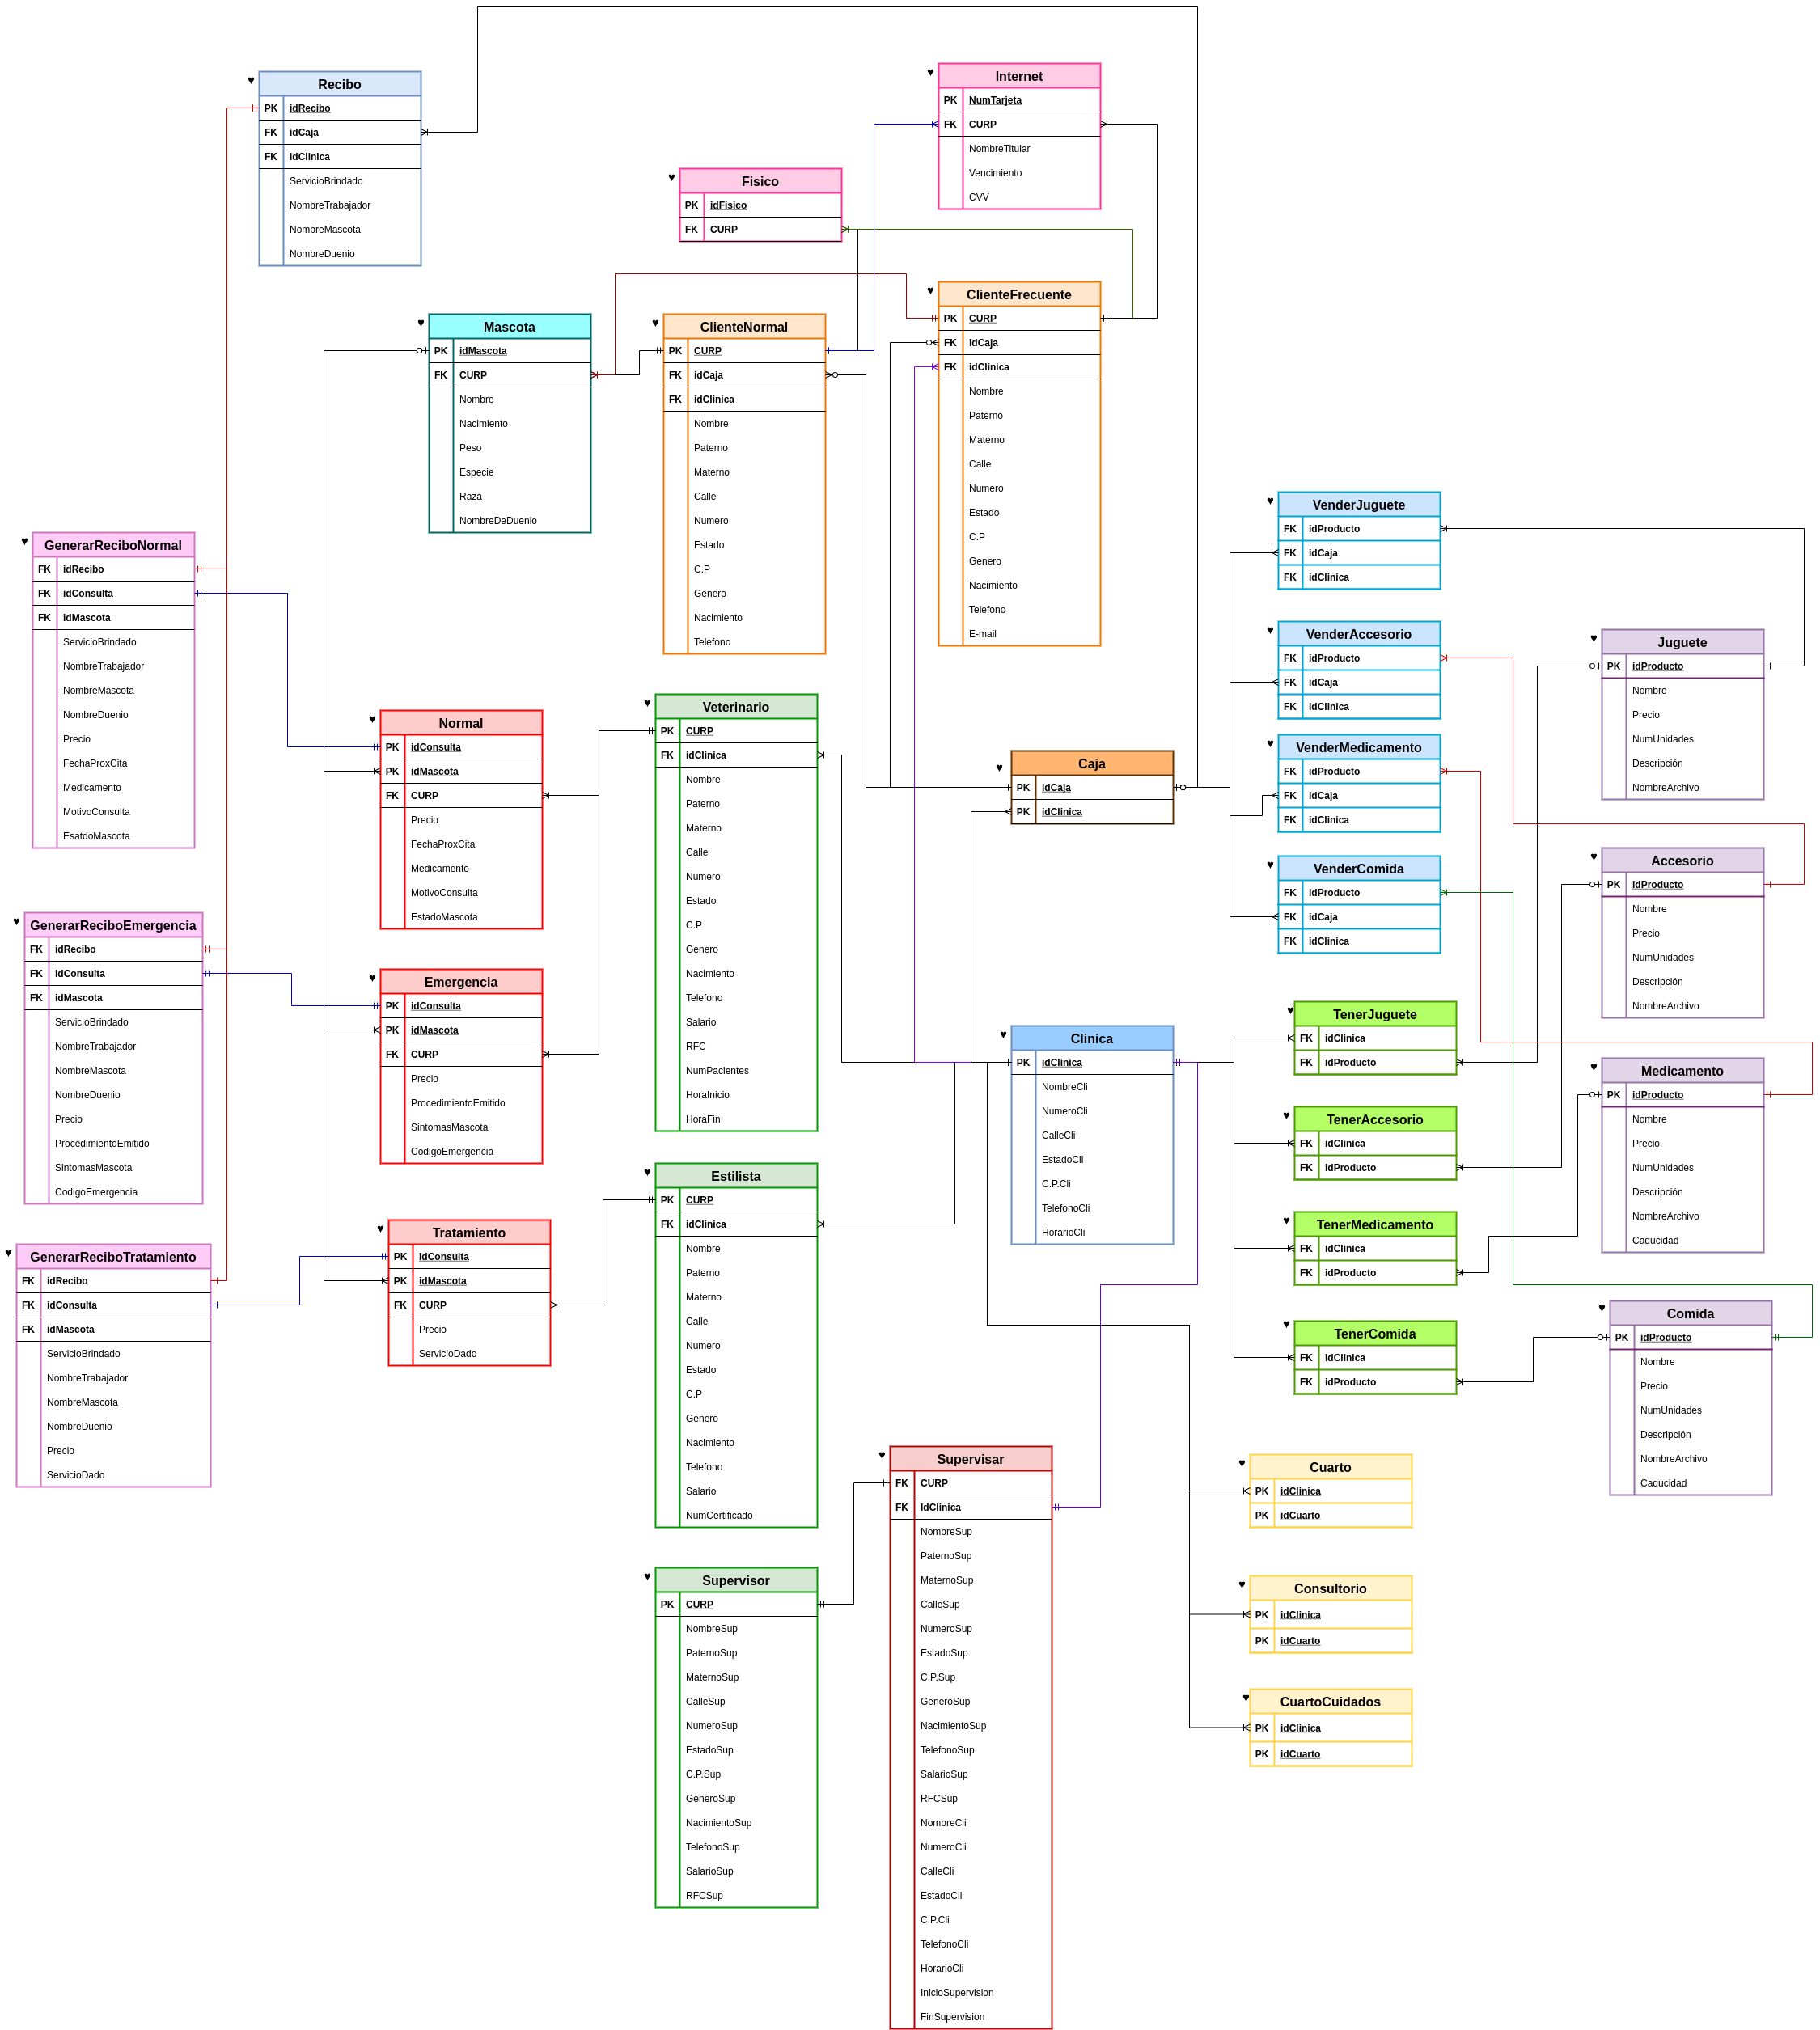 Recibo
PK idRecibo
FK idCaja
FK idClinica
ServicioBrindado
NombreTrabajador
NombreMascota
NombreDuenio
Internet
PK NumTarjeta
FK CURP
NombreTitular
Vencimiento
CVV
Fisico
PK idFisico
FK CURP
Mascota
PK idMascota
FK CURP
Nombre
Nacimiento
Peso
Especie
Raza
NombreDeDuenio
ClienteNormal
PK CURP
FK idCaja
FK idClinica
Nombre
Paterno
Materno
Calle
Numero
Estado
C.P
Genero
Nacimiento
Telefono
ClienteFrecuente
PK CURP
FK idCaja
FK idClinica
Nombre
Paterno
Materno
Calle
Numero
Estado
C.P
Genero
Nacimiento
Telefono
E-mail
GenerarReciboNormal
FK idRecibo
FK idConsulta
FK idMascota
ServicioBrindado
NombreTrabajador
NombreMascota
NombreDuenio
Precio
FechaProxCita
Medicamento
MotivoConsulta
EsatdoMascota
GenerarReciboEmergencia
FK idRecibo
FK idConsulta
FK idMascota
ServicioBrindado
NombreTrabajador
NombreMascota
NombreDuenio
Precio
ProcedimientoEmitido
SintomasMascota
CodigoEmergencia
GenerarReciboTratamiento
FK idRecibo
FK idConsulta
FK idMascota
ServicioBrindado
NombreTrabajador
NombreMascota
NombreDuenio
Precio
ServicioDado
Normal
PK idConsulta
PK idMascota
FK CURP
Precio
FechaProxCita
Medicamento
MotivoConsulta
EstadoMascota
Emergencia
PK idConsulta
PK idMascota
FK CURP
Precio
ProcedimientoEmitido
SintomasMascota
CodigoEmergencia
Tratamiento
PK idConsulta
PK idMascota
FK CURP
Precio
ServicioDado
Veterinario
PK CURP
FK idClinica
Nombre
Paterno
Materno
Calle
Numero
Estado
C.P
Genero
Nacimiento
Telefono
Salario
RFC
NumPacientes
HoraInicio
HoraFin
Estilista
PK CURP
FK idClinica
Nombre
Paterno
Materno
Calle
Numero
Estado
C.P
Genero
Nacimiento
Telefono
Salario
NumCertificado
Supervisor
PK CURP
NombreSup
PaternoSup
MaternoSup
CalleSup
NumeroSup
EstadoSup
C.P.Sup
GeneroSup
NacimientoSup
TelefonoSup
SalarioSup
RFCSup
Supervisar
FK CURP
FK IdClinica
NombreSup
PaternoSup
MaternoSup
CalleSup
NumeroSup
EstadoSup
C.P.Sup
GeneroSup
NacimientoSup
TelefonoSup
SalarioSup
RFCSup
NombreCli
NumeroCli
CalleCli
EstadoCli
C.P.Cli
TelefonoCli
HorarioCli
InicioSupervision
FinSupervision
Caja
PK idCaja
PK idClinica
Clinica
PK idClinica
NombreCli
NumeroCli
CalleCli
EstadoCli
C.P.Cli
TelefonoCli
HorarioCli
VenderJuguete
FK idProducto
FK idCaja
FK idClinica
VenderAccesorio
FK idProducto
FK idCaja
FK idClinica
VenderMedicamento
FK idProducto
FK idCaja
FK idClinica
VenderComida
FK idProducto
FK idCaja
FK idClinica
TenerJuguete
FK idClinica
FK idProducto
TenerAccesorio
FK idClinica
FK idProducto
TenerMedicamento
FK idClinica
FK idProducto
TenerComida
FK idClinica
FK idProducto
Cuarto
PK idClinica
PK idCuarto
Consultorio
PK idClinica
PK idCuarto
CuartoCuidados
PK idClinica
PK idCuarto
Juguete
PK idProducto
Nombre
Precio
NumUnidades
Descripción
NombreArchivo
Accesorio
PK idProducto
Nombre
Precio
NumUnidades
Descripción
NombreArchivo
Medicamento
PK idProducto
Nombre
Precio
NumUnidades
Descripción
NombreArchivo
Caducidad
Comida
PK idProducto
Nombre
Precio
NumUnidades
Descripción
NombreArchivo
Caducidad